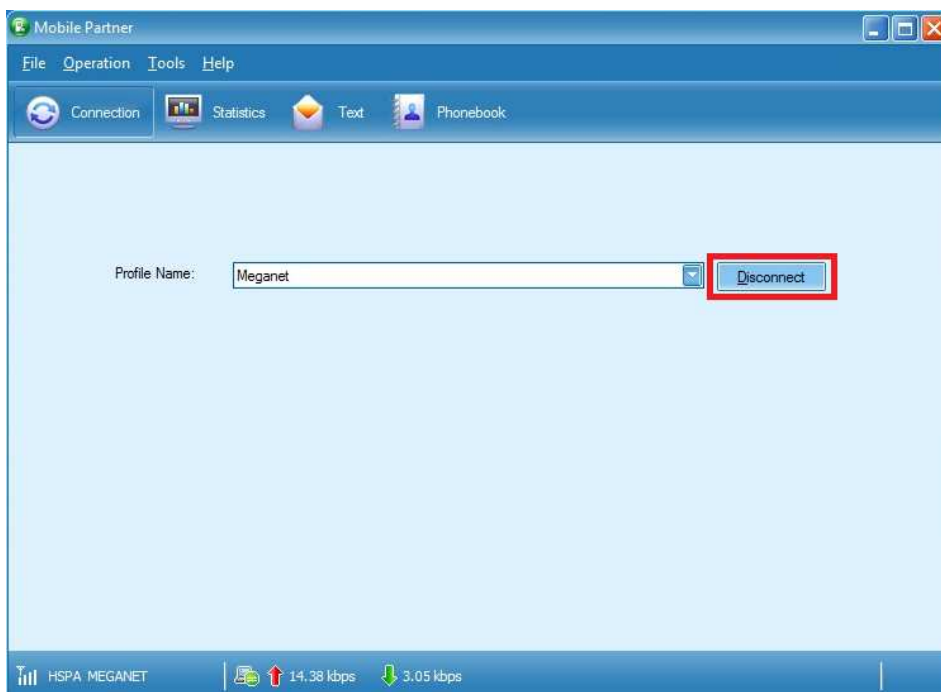 Mobile Partner
File Operation Tools Help
Connection Statistics Text Phonebook
Profile Name: Meganet Disconnect
HSPA MEGANET 14.38 kbps 3.05 kbps